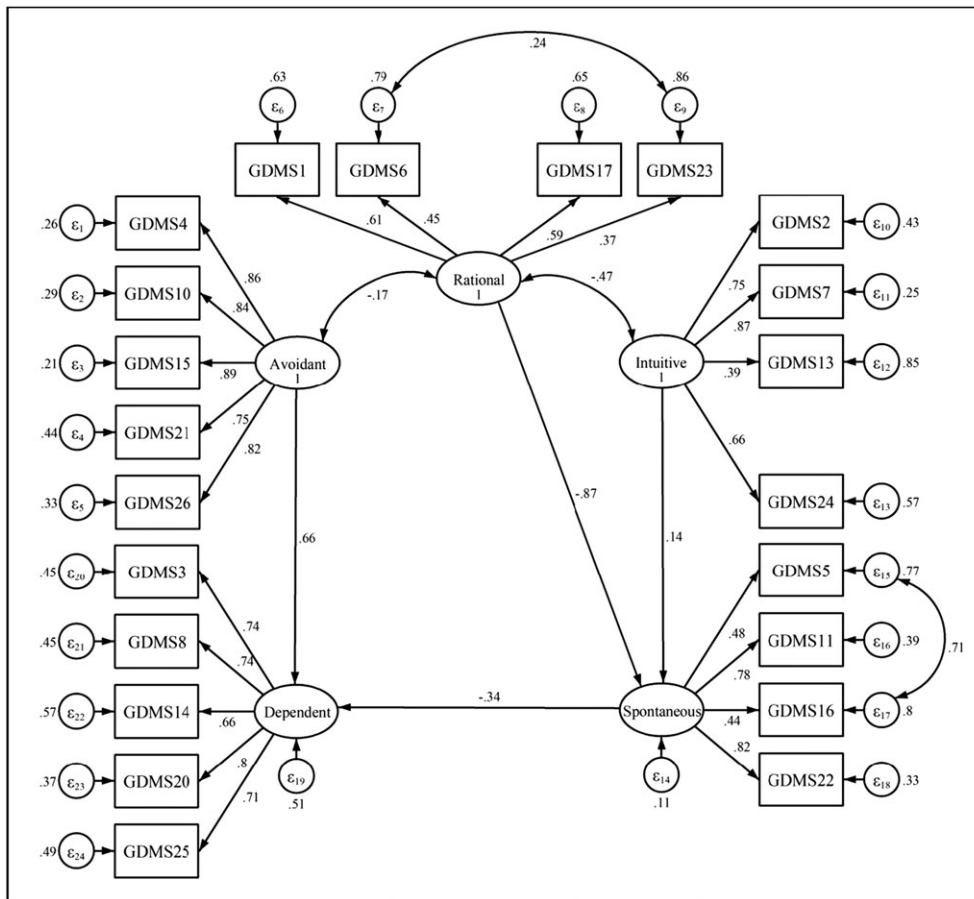 .24
.63 .79 .65 .86
ε6 ε7 ε8 ε9
GDMS1 GDMS6 GDMS17 GDMS23
.61 .45 .59 .37
.26 ε1 GDMS4
GDMS2 ε10 .43
Rational
1
.86 -.17 -.47 .75
.29 ε2 GDMS10
GDMS7 ε11 .25
.84 .87
.21 ε3 GDMS15
Avoidant
1
Intuitive
1
GDMS13 ε12 .85
.89 .39
.44 ε4 GDMS21
.75
.82 .66
.33 ε5 GDMS26
GDMS24 ε13 .57
-.87
.66 .14
.45 ε20 GDMS3
GDMS5 ε15 .77
.74 .48
.45 ε21 GDMS8
GDMS11 ε16 .39
.71
.74 .78
.57 ε22 GDMS14
Dependent
-.34
Spontaneous
GDMS16 ε17 .8
.66 .44
.37 ε23 GDMS20
.8 .82
ε19 ε14
GDMS22 ε18 .33
.71
.51 .11
.49 ε24 GDMS25